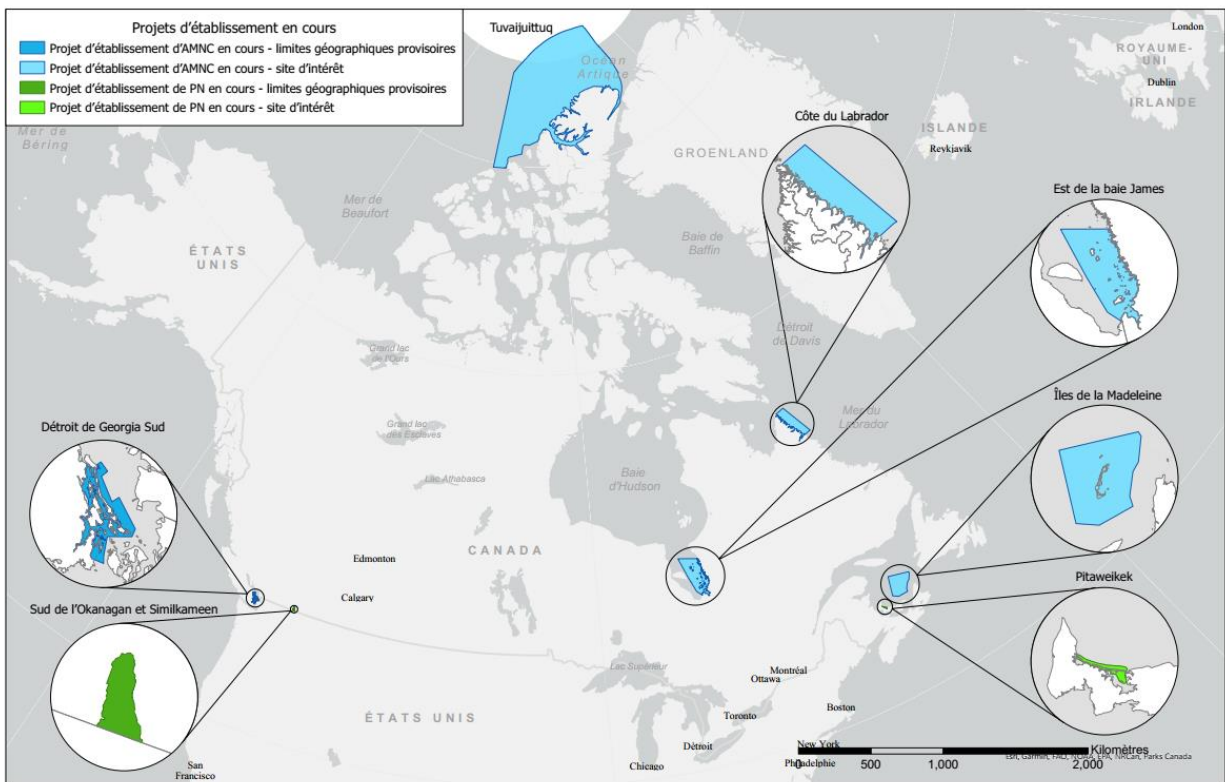 Projets d'établissement en cours
Projet d'établissement d'AMNC en cours - limites géographiques provisoires
Projet d'établissement d'AMNC en cours - site d'intérêt
Projet d'établissement de PN en cours - limites géographiques provisoires
Projet d'établissement de PN en cours - site d'intérêt
Tuvaijuittuq
Océan
Artique
London
ROYAUME-
UNI
Dublin
IRLANDE
Mer de
Béring
Côte du Labrador
ISLANDE
Reykjavik
GROENLAND
Est de la baie James
Mer de
Beaufort
Baie de
Baffin
ÉTATS
UNIS
Détroit
de Davis
Grand lac
de l'Ours
Îles de la Madeleine
Mer du
Labrador
Détroit de Georgia Sud
Grand lac
des Esclaves
Lac Athabasca
Baie
d'Hudson
CANADA
Edmonton
Calgary
Pitaweikek
Sud de l'Okanagan et Similkameen
Lac Supérieur
Montréal
Ottawa
Toronto
Boston
ÉTATS UNIS
Détroit
Chicago
New York
Philadelphie
San
Francisco
Kilomètres
0 500 1,000 2,000
Esri, Garmin, FAO, NOAA, EPA, NRCan, Parks Canada